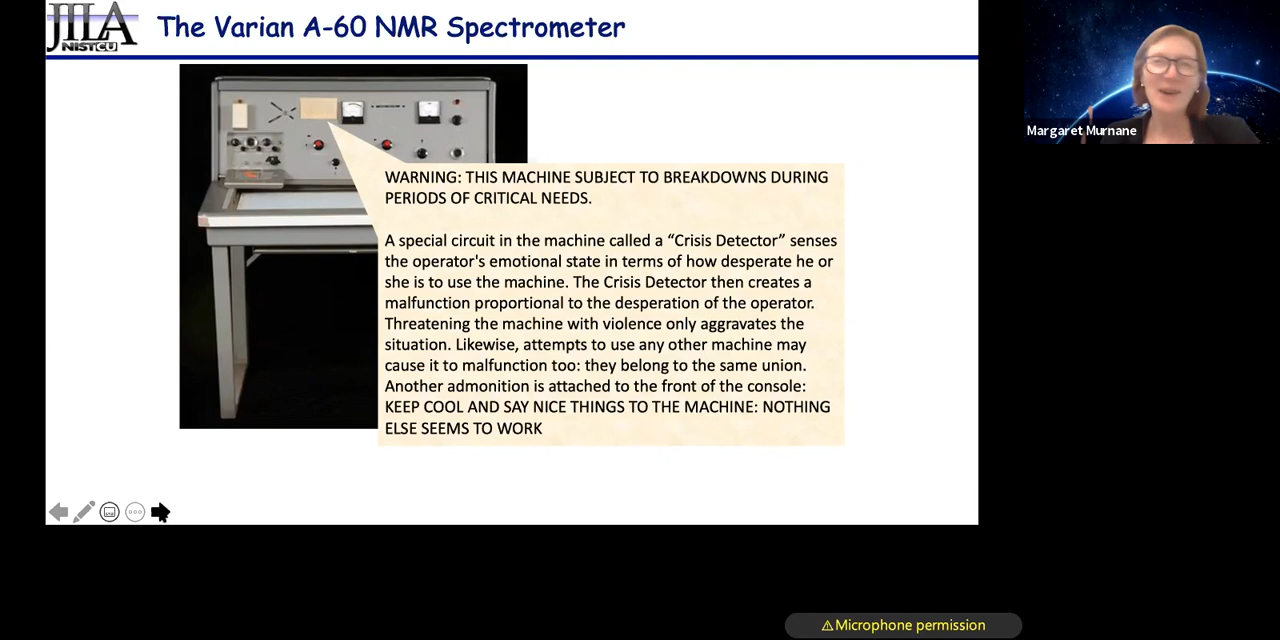 JILA
NIST CU
The Varian A-60 NMR Spectrometer
Margaret Murnane
WARNING: THIS MACHINE SUBJECT TO BREAKDOWNS DURING
PERIODS OF CRITICAL NEEDS.
A special circuit in the machine called a “Crisis Detector” senses
the operator's emotional state in terms of how desperate he or
she is to use the machine. The Crisis Detector then creates a
malfunction proportional to the desperation of the operator.
Threatening the machine with violence only aggravates the
situation. Likewise, attempts to use any other machine may
cause it to malfunction too: they belong to the same union.
Another admonition is attached to the front of the console:
KEEP COOL AND SAY NICE THINGS TO THE MACHINE: NOTHING
ELSE SEEMS TO WORK
⚠Microphone permission